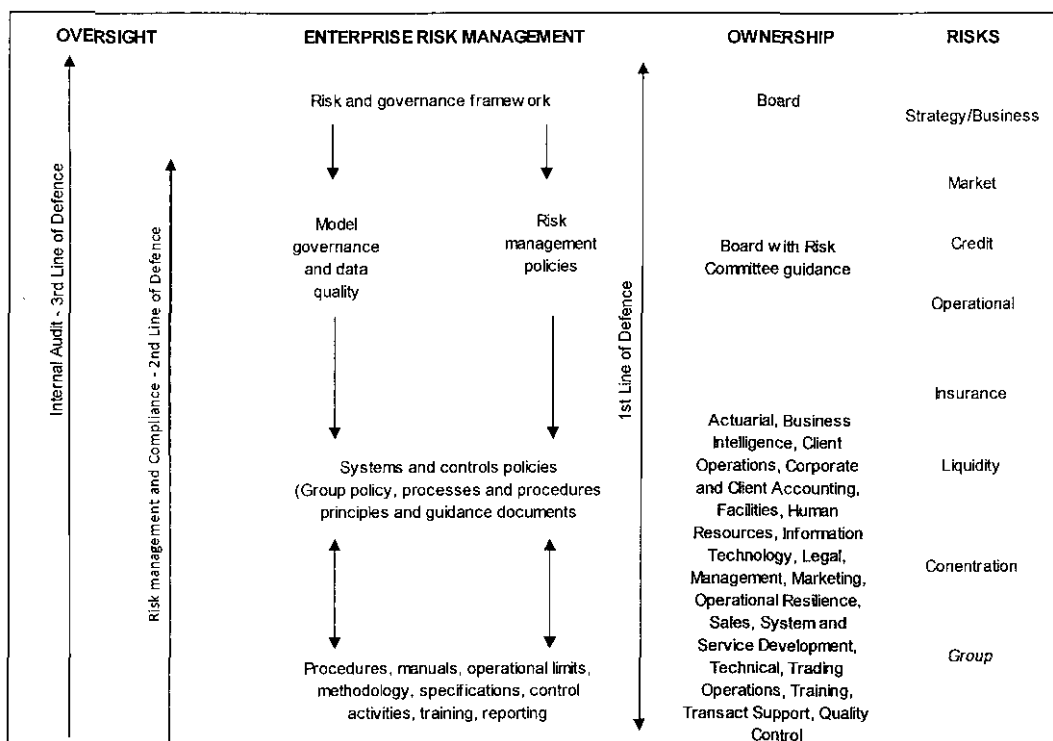 OVERSIGHT
ENTERPRISE RISK MANAGEMENT
OWNERSHIP
RISKS
Internal Audit - 3rd Line of Defence
Risk management and Compliance - 2nd Line of Defence
Risk and governance framework
Model
governance
and data
quality
Risk
management
policies
Systems and controls policies
(Group policy, processes and procedures
principles and guidance documents
Procedures, manuals, operational limits,
methodology, specifications, control
activities, training, reporting
1st Line of Defence
Board
Board with Risk
Committee guidance
Actuarial, Business
Intelligence, Client
Operations, Corporate
and Client Accounting,
Facilities, Human
Resources, Information
Technology, Legal,
Management, Marketing,
Operational Resilience,
Sales, System and
Service Development,
Technical, Trading
Operations, Training,
Transact Support, Quality
Control
Strategy/Business
Market
Credit
Operational
Insurance
Liquidity
Conentration
Group